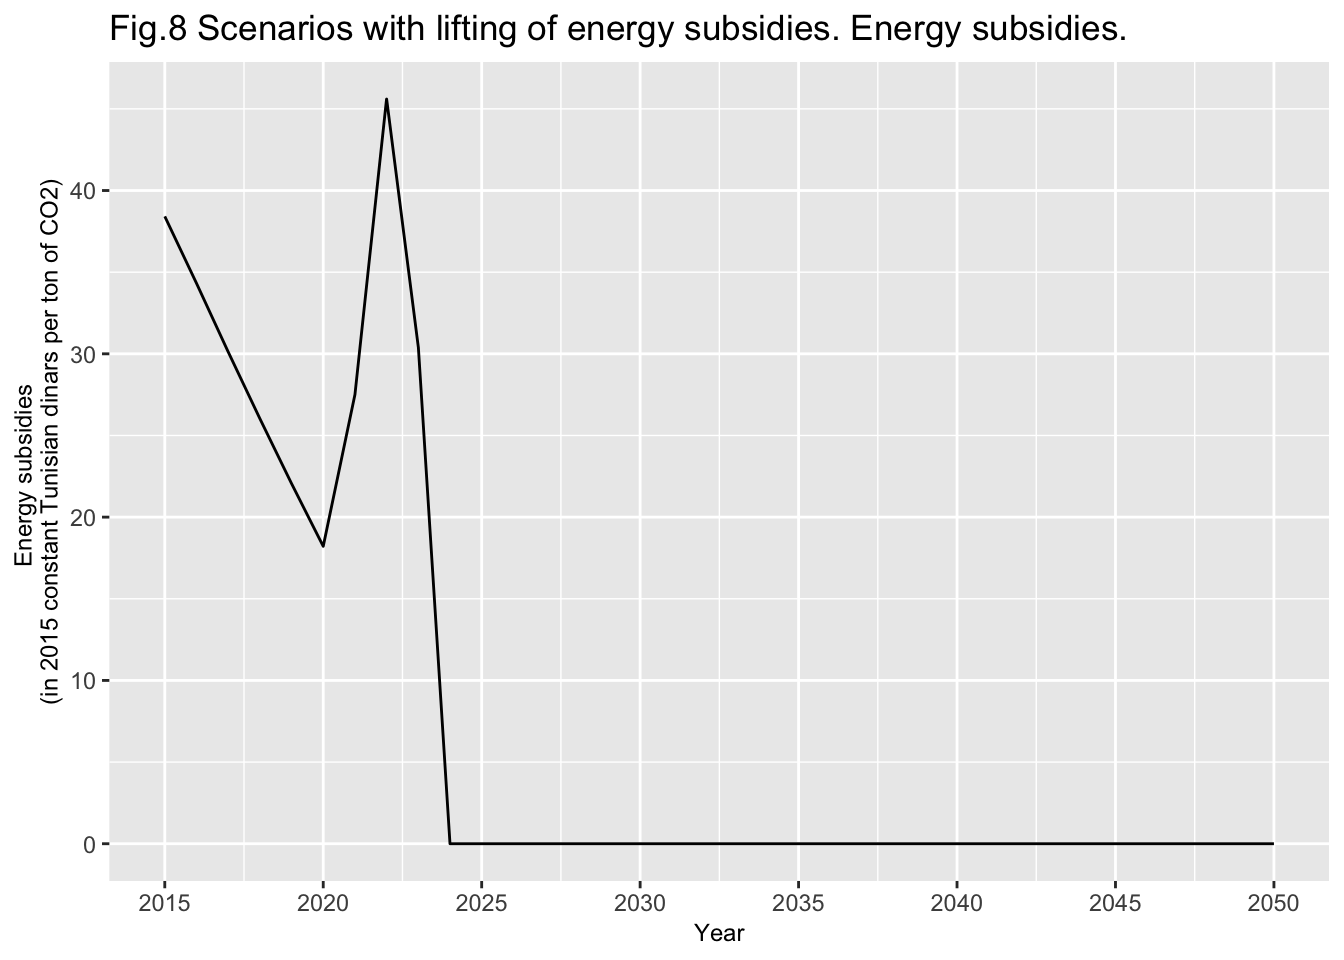 Fig.8 Scenarios with lifting of energy subsidies. Energy subsidies.
Energy subsidies
(in 2015 constant Tunisian dinars per ton of CO2)
40
30
20
10
0
2015 2020 2025 2030 2035 2040 2045 2050
Year